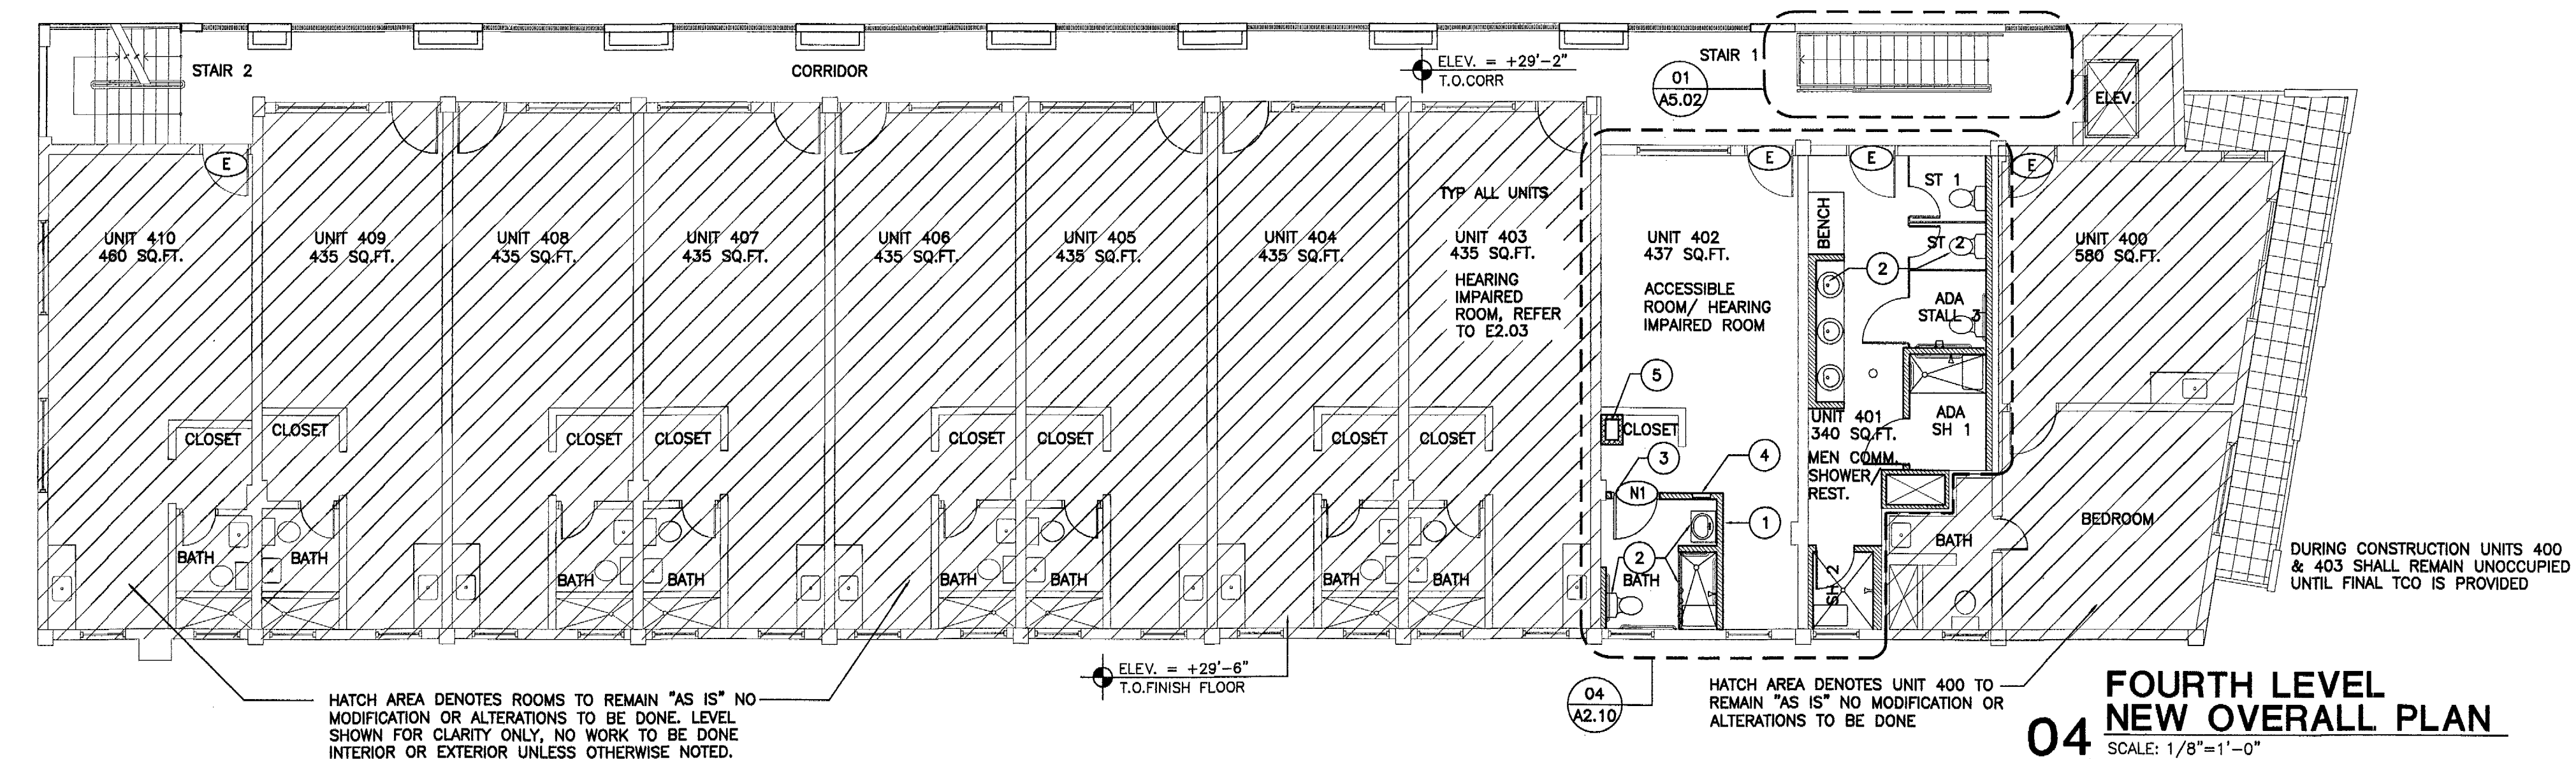 STAIR 2
CORRIDOR
ELEV. = +29'-2"
T.O.CORR
STAIR 1
01
A5.02
ELEV.
E
E
E
E
ST 1
TYP ALL UNITS
BENCH
UNIT 410
460 SQ.FT.
UNIT 409
435 SQ.FT.
UNIT 408
435 SQ.FT.
UNIT 407
435 SQ.FT.
UNIT 406
435 SQ.FT.
UNIT 405
435 SQ.FT.
UNIT 404
435 SQ.FT.
UNIT 403
435 SQ.FT.
HEARING
IMPAIRED
ROOM, REFER
TO E2.03
UNIT 402
437 SQ.FT.
ACCESSIBLE
ROOM/ HEARING
IMPAIRED ROOM
ST 2
2
ADA
STALL 3
UNIT 400
580 SQ.FT.
5
CLOSET
CLOSET
CLOSET
CLOSET
CLOSET
CLOSET
CLOSET
CLOSET
CLOSET
UNIT 401
340 SQ.FT.
MEN COMM.
SHOWER/
REST.
ADA
SH 1
3
4
N1
1
2
BATH
BATH
BATH
BATH
BATH
BATH
BATH
BATH
BATH
SH 2
BATH
BEDROOM
DURING CONSTRUCTION UNITS 400
& 403 SHALL REMAIN UNOCCUPIED
UNTIL FINAL TCO IS PROVIDED
ELEV. = +29'-6"
T.O.FINISH FLOOR
HATCH AREA DENOTES ROOMS TO REMAIN "AS IS" NO
MODIFICATION OR ALTERATIONS TO BE DONE. LEVEL
SHOWN FOR CLARITY ONLY, NO WORK TO BE DONE
INTERIOR OR EXTERIOR UNLESS OTHERWISE NOTED.
04
A2.10
HATCH AREA DENOTES UNIT 400 TO
REMAIN "AS IS" NO MODIFICATION OR
ALTERATIONS TO BE DONE
04
FOURTH LEVEL
NEW OVERALL PLAN
SCALE: 1/8"=1'-0"